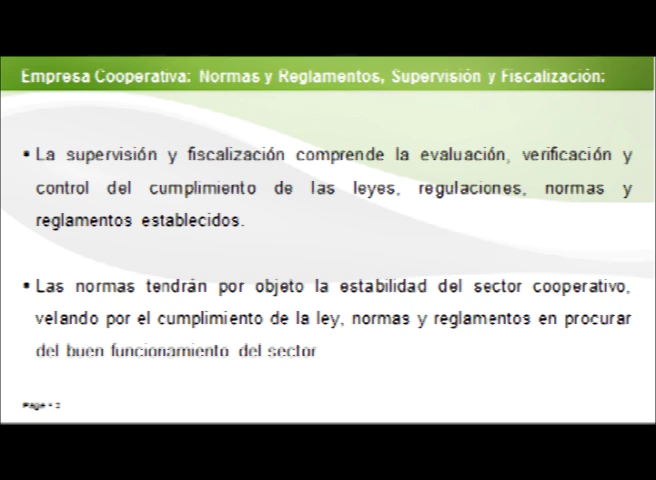 Empresa Cooperativa: Normas y Reglamentos, Supervisión y Fiscalización:
▪ La supervisión y fiscalización comprende la evaluación, verificación y
control del cumplimiento de las leyes, regulaciones, normas y
reglamentos establecidos.
▪ Las normas tendrán por objeto la estabilidad del sector cooperativo,
velando por el cumplimiento de la ley, normas y reglamentos en procurar
del buen funcionamiento del sector
Page